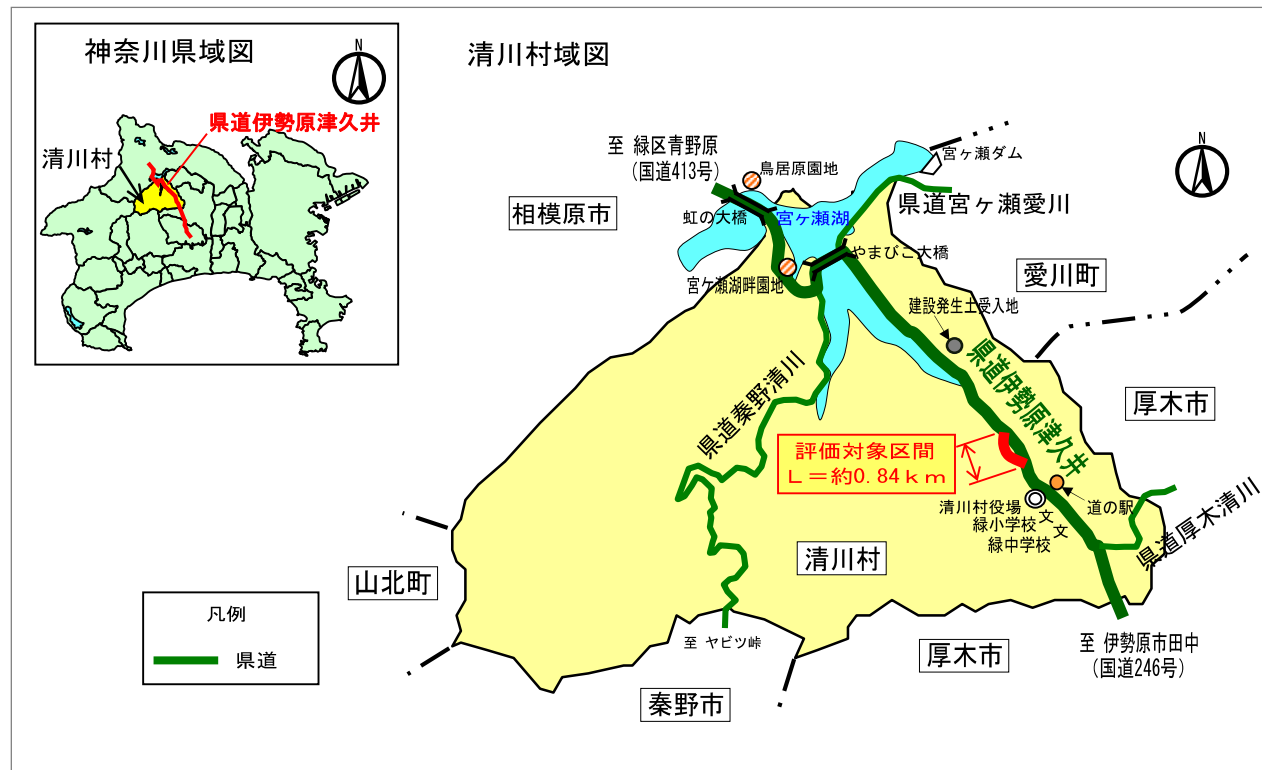 神奈川県域図
N
県道伊勢原津久井
清川村
清川村域図
N
至 緑区青野原
(国道413号)
鳥居原園地
宮ヶ瀬ダム
相模原市
虹の大橋
宮ヶ瀬湖
県道宮ヶ瀬愛川
やまびこ大橋
宮ケ瀬湖畔園地
愛川町
建設発生土受入地
県道伊勢原津久井
県道秦野清川
厚木市
評価対象区間
L=約0.84km
清川村役場
道の駅
緑小学校
文
緑中学校
文
県道厚木清川
清川村
山北町
凡例
県道
至 ヤビツ峠
厚木市
至 伊勢原市田中
(国道246号)
秦野市